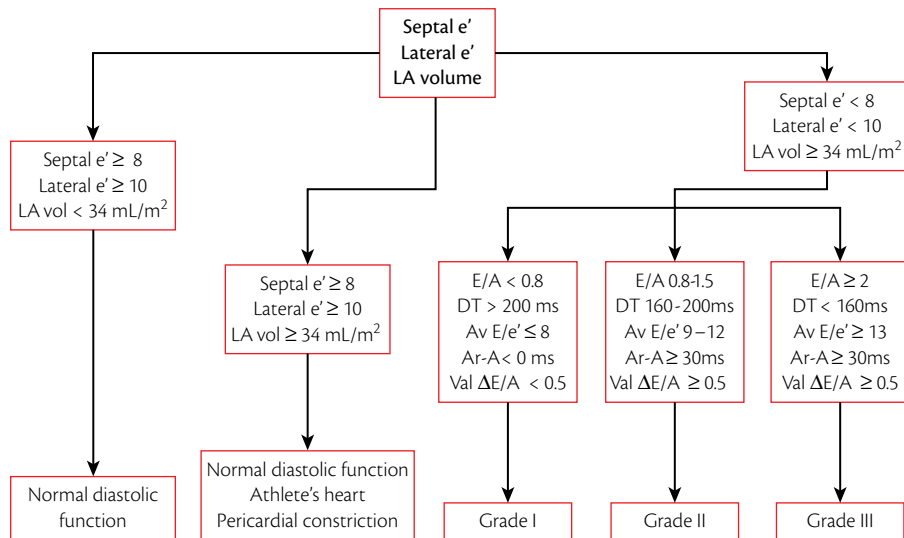 Septal e'
Lateral e'
LA volume
Septal e' ≥ 8
Lateral e' ≥ 10
LA vol < 34 mL/m²
Septal e' ≥ 8
Lateral e' ≥ 10
LA vol ≥ 34 mL/m²
Septal e' < 8
Lateral e' < 10
LA vol ≥ 34 mL/m²
E/A < 0.8
DT > 200 ms
Av E/e' ≤ 8
Ar-A < 0 ms
Val ΔE/A < 0.5
E/A 0.8-1.5
DT 160-200ms
Av E/e' 9–12
Ar-A ≥ 30ms
Val ΔE/A ≥ 0.5
E/A ≥ 2
DT < 160ms
Av E/e' ≥ 13
Ar-A ≥ 30ms
Val ΔE/A ≥ 0.5
Normal diastolic
function
Normal diastolic function
Athlete's heart
Pericardial constriction
Grade I
Grade II
Grade III